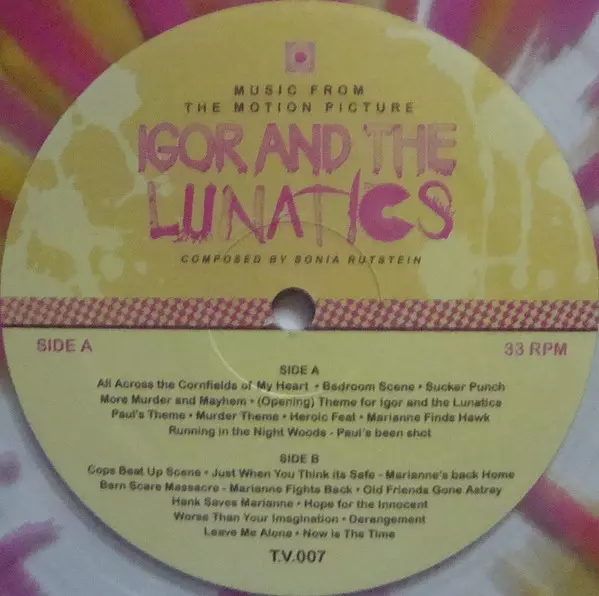 MUSIC FROM
THE MOTION PICTURE
IGOR AND THE
LUNATICS
COMPOSED BY SONIA RUTSTEIN
SIDE A
33 RPM
SIDE A
All Across the Cornfields of My Heart • Bedroom Scene • Sucker Punch
More Murder and Mayhem • (Opening) Theme for Igor and the Lunatics
Paul's Theme • Murder Theme • Heroic Feat • Marianne Finds Hawk
Running in the Night Woods - Paul's been shot
SIDE B
Cops Beat Up Scene • Just When You Think its Safe - Marianne's back Home
Barn Scare Massacre - Marianne Fights Back • Old Friends Gone Astray
Hank Saves Marianne • Hope for the Innocent
Worse Than Your Imagination • Derangement
Leave Me Alone • Now is The Time
T.V.007